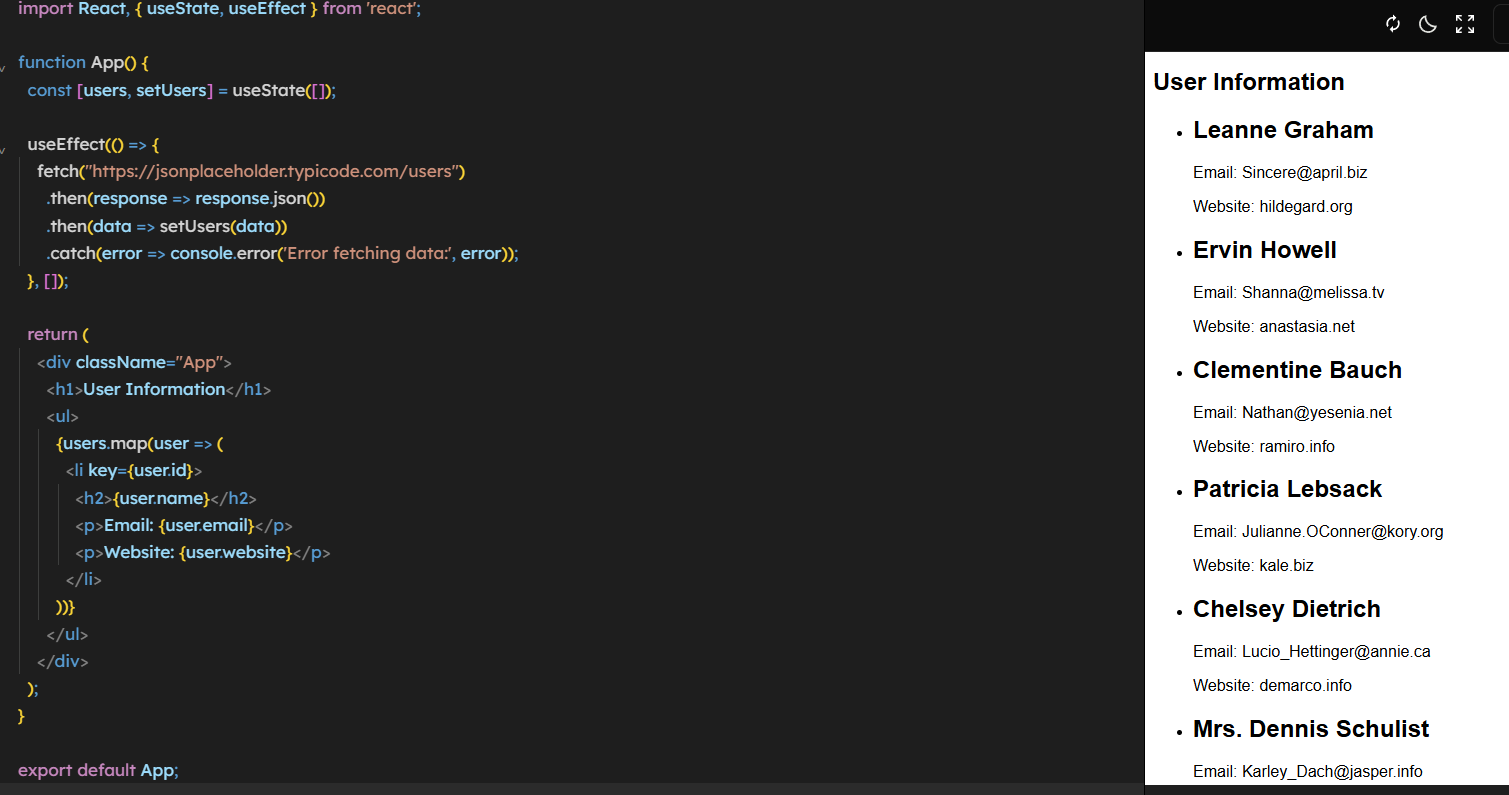 import React, { useState, useEffect } from 'react';
function App() {
const [users, setUsers] = useState([]);
useEffect(() => {
fetch("https://jsonplaceholder.typicode.com/users")
.then(response => response.json())
.then(data => setUsers(data))
.catch(error => console.error('Error fetching data:', error));
}, []);
return (
<div className="App">
<h1>User Information</h1>
<ul>
{users.map(user => (
<li key={user.id}>
<h2>{user.name}</h2>
<p>Email: {user.email}</p>
<p>Website: {user.website}</p>
</li>
))}
</ul>
</div>
);
}
export default App;
User Information
• Leanne Graham
Email: Sincere@april.biz
Website: hildegard.org
• Ervin Howell
Email: Shanna@melissa.tv
Website: anastasia.net
• Clementine Bauch
Email: Nathan@yesenia.net
Website: ramiro.info
• Patricia Lebsack
Email: Julianne.OConner@kory.org
Website: kale.biz
• Chelsey Dietrich
Email: Lucio_Hettinger@annie.ca
Website: demarco.info
• Mrs. Dennis Schulist
Email: Karley_Dach@jasper.info